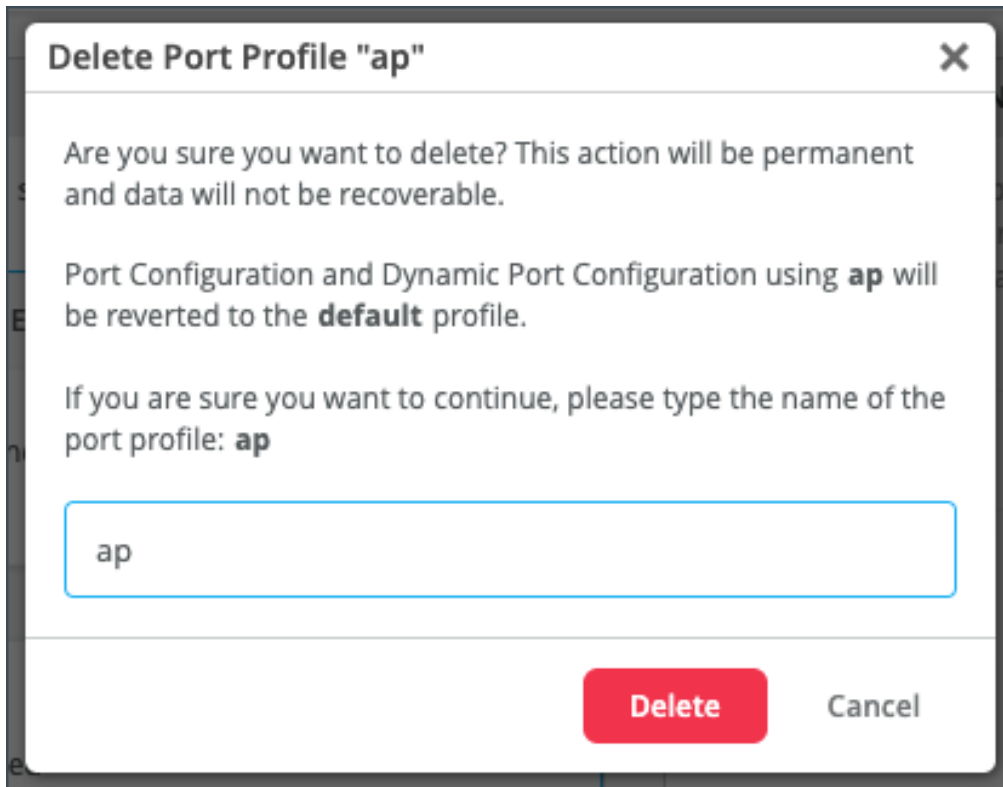 Delete Port Profile "ap"
Are you sure you want to delete? This action will be permanent
and data will not be recoverable.
Port Configuration and Dynamic Port Configuration using ap will
be reverted to the default profile.
If you are sure you want to continue, please type the name of the
port profile: ap
ap
Delete
Cancel